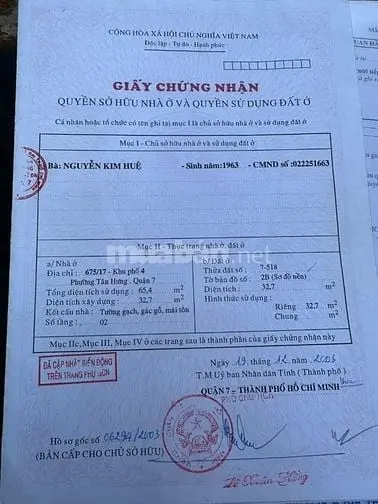 CỘNG HÒA XÃ HỘI CHỦ NGHĨA VIỆT NAM
Độc lập - Tự do - Hạnh phúc
GIẤY CHỨNG NHẬN
QUYỀN SỞ HỮU NHÀ Ở VÀ QUYỀN SỬ DỤNG ĐẤT Ở
Cá nhân hoặc tổ chức có tên ghi tại mục I là chủ sở hữu nhà ở và sử dụng đất ở
Mục I - Chủ sở hữu nhà ở và sử dụng đất ở
Bà: NGUYỄN KIM HUỆ - Sinh năm:1963 - CMND số :022251663
Mục II - Thực trạng nhà ở, đất ở
a/ Nhà ở
Địa chỉ : 675/17 - Khu phố 4
Phường Tân Hưng - Quận 7
Tổng diện tích sử dụng : 65,4 m2
Diện tích xây dựng : 32,7 m2
Kết cấu nhà : Tường gạch, gác gỗ, mái tôn
Số tầng : 02
b/ Đất ở
Thửa đất số : 7-518
Tờ bản đồ số : 2B (Sơ đồ nền)
Diện tích : 32,7 m2
Hình thức sử dụng :
Riêng : 32,7 m2
Chung : m2
Mục IIc, Mục III, Mục IV ở các trang sau là thành phần của giấy chứng nhận này
ĐÃ CẬP NHẬT BIẾN ĐỘNG
TRÊN TRANG PHỤ ĐÍNH
Ngày 19 tháng 12 năm 2003
T.M Ủy ban Nhân dân Tỉnh ( Thành phố )
QUẬN 7 - THÀNH PHỐ HỒ CHÍ MINH
PHÓ CHỦ TỊCH
Hồ sơ gốc số 06294/2003
(BẢN CẤP CHO CHỦ SỞ HỮU)
muaban.net